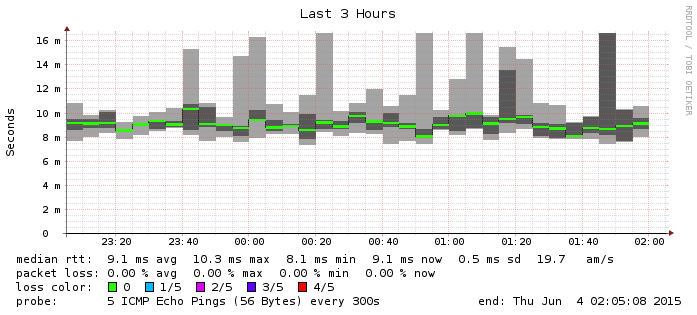 Last 3 Hours
RRDTOOL / TOBI OETIKER
Seconds
16 m
14 m
12 m
10 m
8 m
6 m
4 m
2 m
0
23:20 23:40 00:00 00:20 00:40 01:00 01:20 01:40 02:00
median rtt: 9.1 ms avg 10.3 ms max 8.1 ms min 9.1 ms now 0.5 ms sd 19.7 am/s
packet loss: 0.00 % avg 0.00 % max 0.00 % min 0.00 % now
loss color: 0 1/5 2/5 3/5 4/5
probe: 5 ICMP Echo Pings (56 Bytes) every 300s end: Thu Jun 4 02:05:08 2015